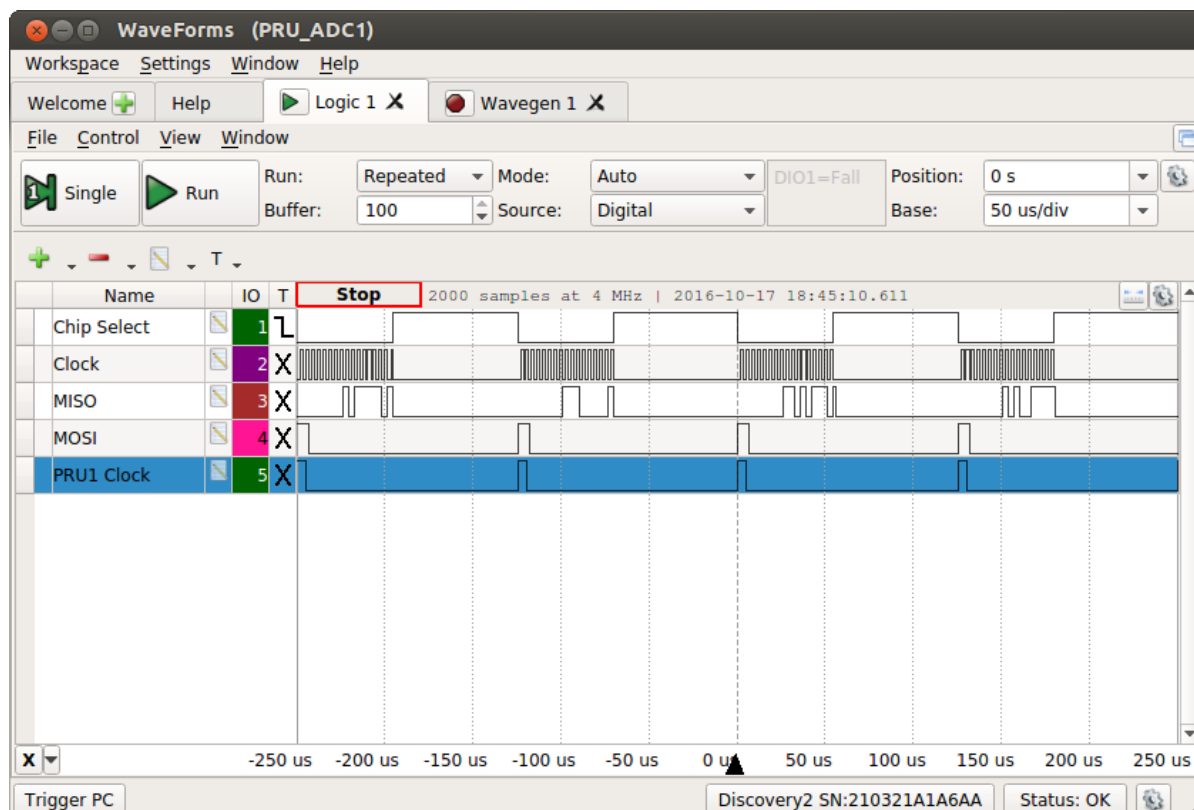 WaveForms (PRU_ADC1)
Workspace Settings Window Help
Welcome Help Logic 1 X Wavegen 1 X
File Control View Window
1 Single Run Run: Repeated Mode: Auto DIO1=Fall Position: 0 s
Buffer: 100 Source: Digital Base: 50 us/div
T
Name IO T Stop 2000 samples at 4 MHz | 2016-10-17 18:45:10.611
Chip Select 1
Clock 2 X
MISO 3 X
MOSI 4 X
PRU1 Clock 5 X
X -250 us -200 us -150 us -100 us -50 us 0 us 50 us 100 us 150 us 200 us 250 us
Trigger PC Discovery2 SN:210321A1A6AA Status: OK